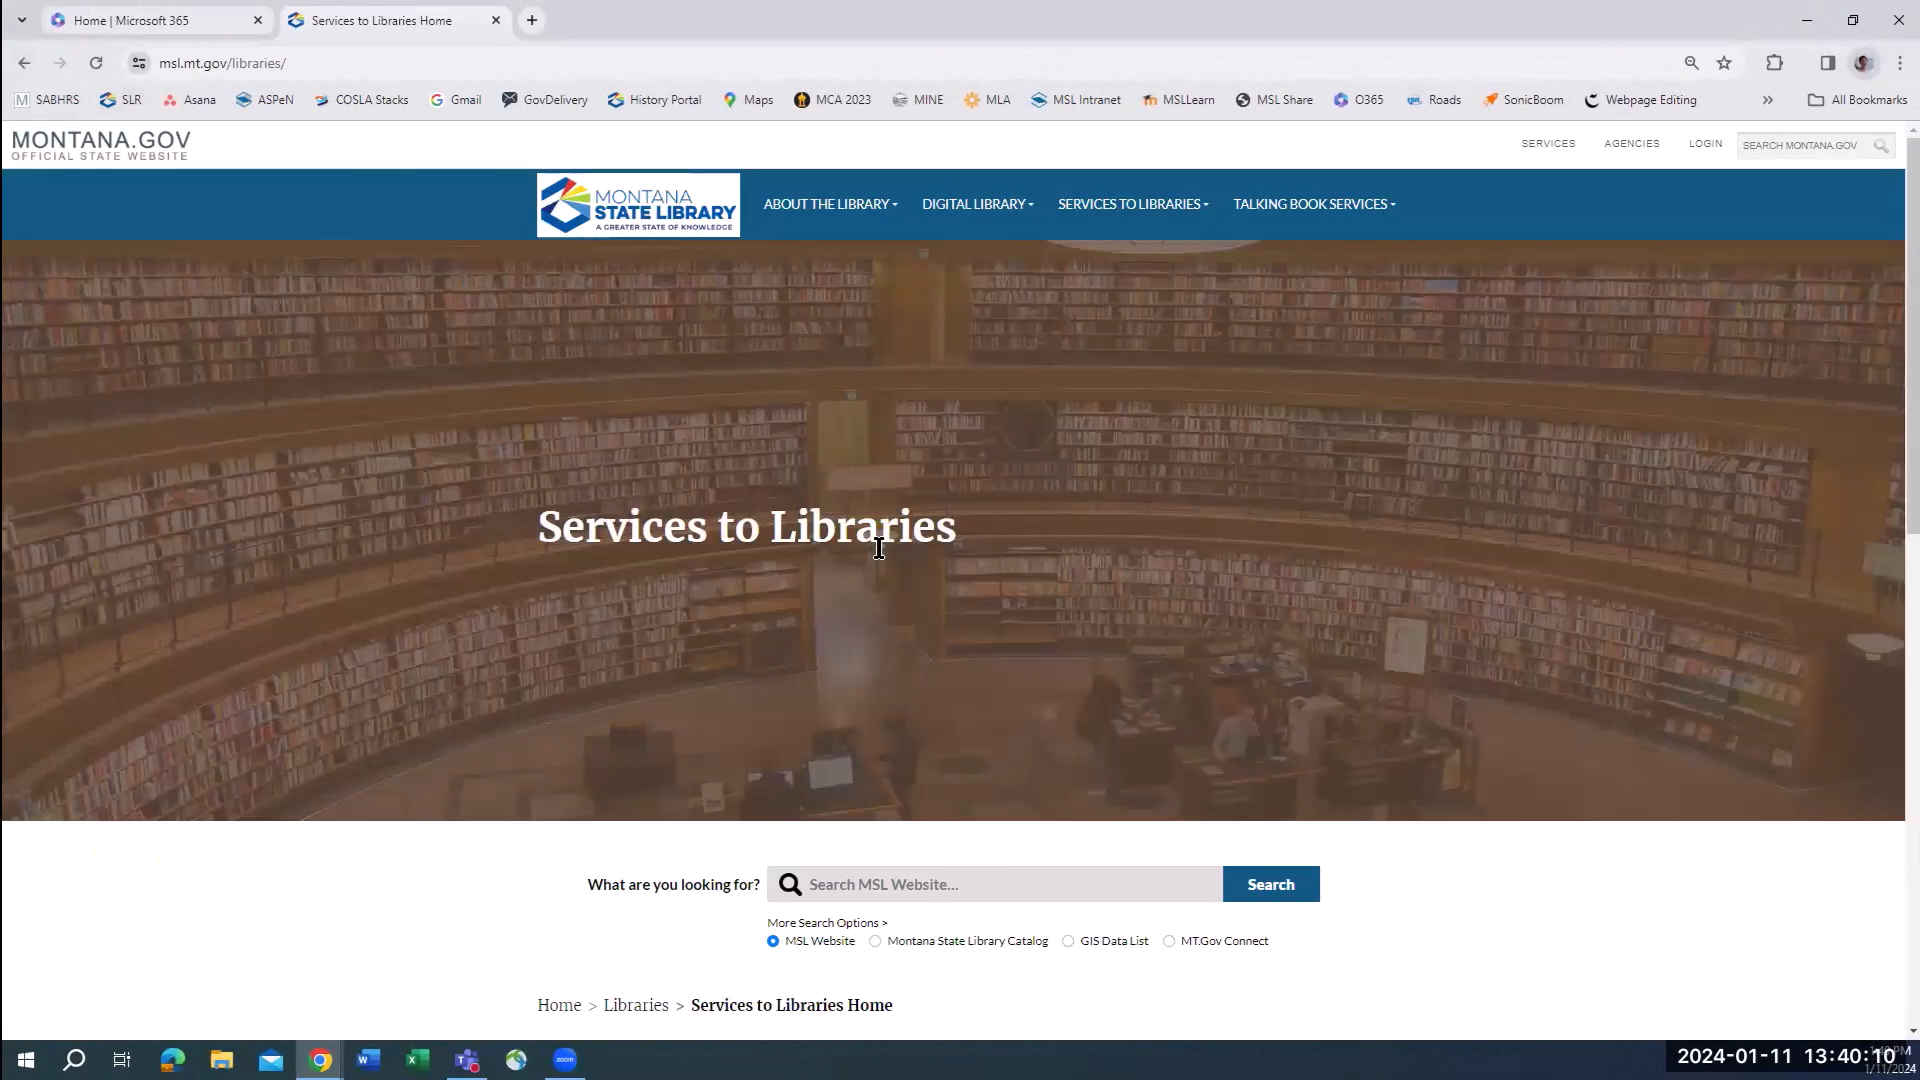 Home | Microsoft 365
Services to Libraries Home
msl.mt.gov/libraries/
SABHRS SLR Asana ASPeN COSLA Stacks Gmail GovDelivery History Portal Maps MCA 2023 MINE MLA MSL Intranet MSLLearn MSL Share O365 Roads SonicBoom Webpage Editing » All Bookmarks
MONTANA.GOV
OFFICIAL STATE WEBSITE
SERVICES AGENCIES LOGIN SEARCH MONTANA.GOV
MONTANA
STATE LIBRARY
A GREATER STATE OF KNOWLEDGE
ABOUT THE LIBRARY DIGITAL LIBRARY SERVICES TO LIBRARIES TALKING BOOK SERVICES
Services to Libraries
What are you looking for? Search MSL Website... Search
More Search Options >
MSL Website Montana State Library Catalog GIS Data List MT.Gov Connect
Home > Libraries > Services to Libraries Home
zoom
2024-01-11 13:40:10
1/11/2024